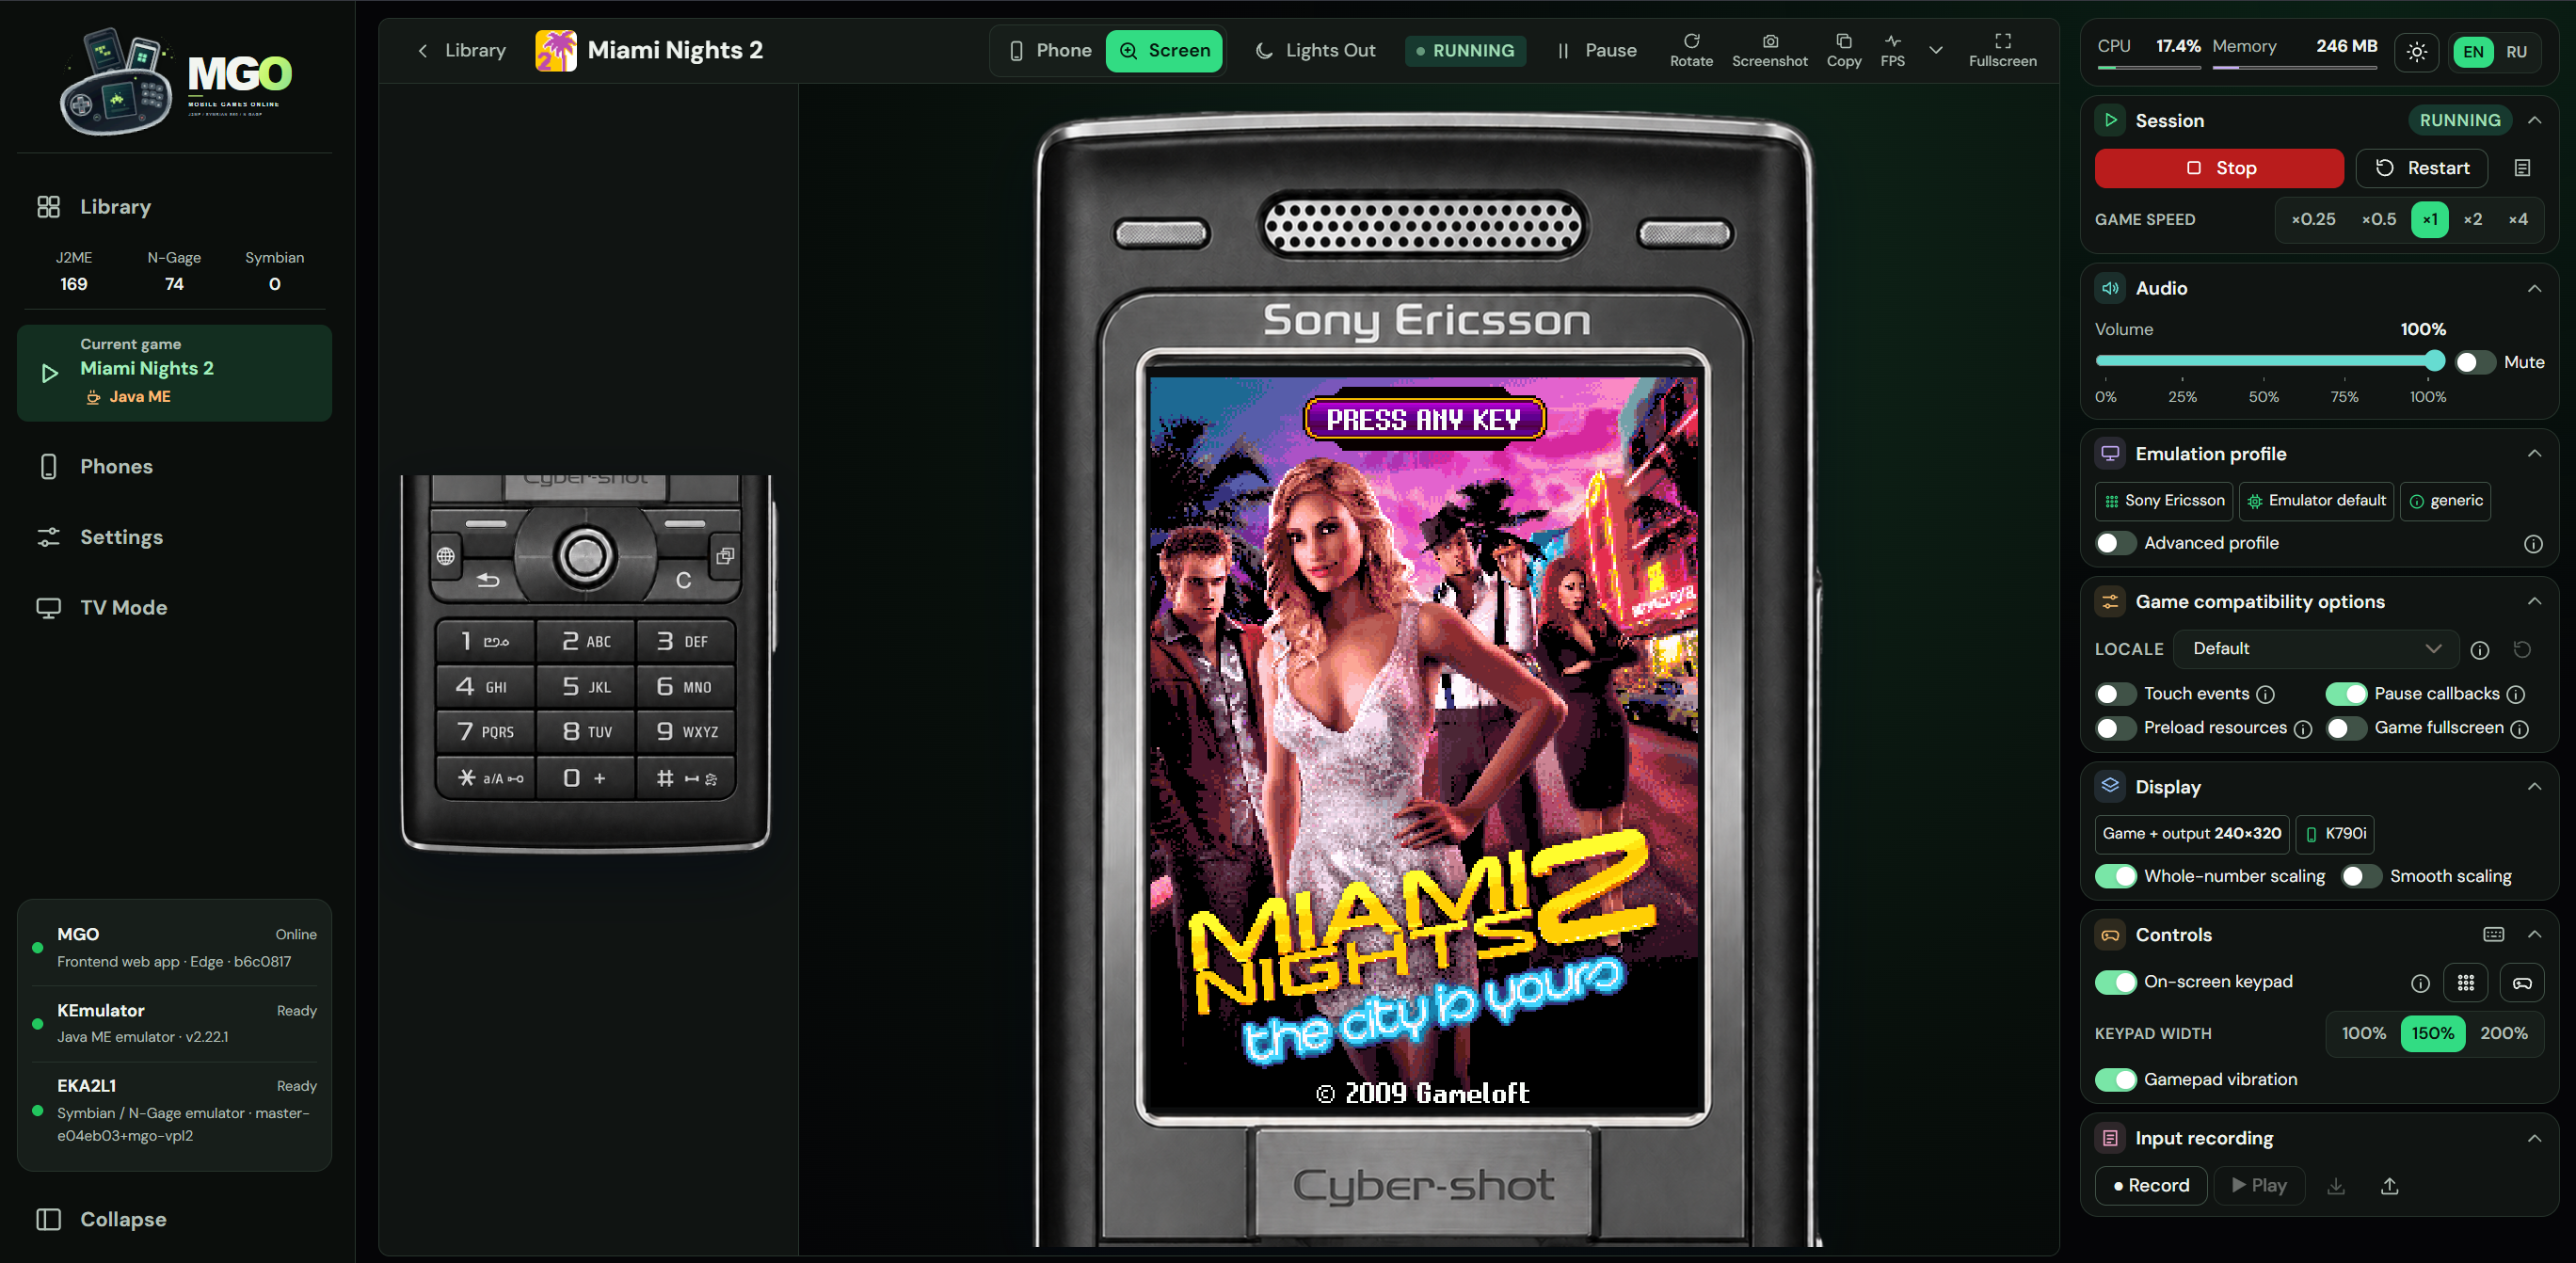 MGO
MOBILE GAMES ONLINE
Library
J2ME N-Gage Symbian
169 74 0
Current game
Miami Nights 2
Java ME
Phones
Settings
TV Mode
MGO Online
Frontend web app · Edge · b6c0817
KEmulator Ready
Java ME emulator · v2.22.1
EKA2L1 Ready
Symbian / N-Gage emulator · master-
e04eb03+mgo-vpl2
Collapse
Library
Miami Nights 2
Phone Screen Lights Out RUNNING Pause
Rotate Screenshot Copy FPS Fullscreen
Cyber-shot
C
1
2 ABC
3 DEF
4 GHI
5 JKL
6 MNO
7 PQRS
8 TUV
9 WXYZ
* a/A
0 +
#
Sony Ericsson
PRESS ANY KEY
MIAMI 2
NIGHTS
the city is yours
© 2009 Gameloft
Cyber-shot
CPU 17.4% Memory 246 MB EN RU
Session RUNNING
Stop Restart
GAME SPEED ×0.25 ×0.5 ×1 ×2 ×4
Audio
Volume 100%
Mute
0% 25% 50% 75% 100%
Emulation profile
Sony Ericsson Emulator default generic
Advanced profile
Game compatibility options
LOCALE Default
Touch events Pause callbacks
Preload resources Game fullscreen
Display
Game + output 240×320 K790i
Whole-number scaling Smooth scaling
Controls
On-screen keypad
KEYPAD WIDTH 100% 150% 200%
Gamepad vibration
Input recording
Record Play